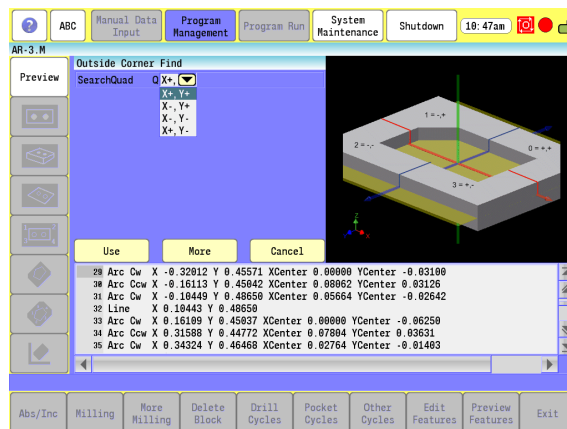 ?
ABC
Manual Data Input
Program Management
Program Run
System Maintenance
Shutdown
10:47am
AR-3.M
Outside Corner Find
Preview
SearchQuad Q X+,
X+,Y+
X-,Y+
X-,Y-
X+,Y-
1 = -,+
2 = -,-
0 = +,+
3 = +,-
Z
X
Use
More
Cancel
29 Arc Cw X -0.32012 Y 0.45571 XCenter 0.00000 YCenter -0.03100
30 Arc Ccw X -0.16113 Y 0.45042 XCenter 0.08062 YCenter 0.03126
31 Arc Cw X -0.10449 Y 0.48650 XCenter 0.05664 YCenter -0.02642
32 Line X 0.10443 Y 0.48650
33 Arc Cw X 0.16109 Y 0.45037 XCenter 0.00000 YCenter -0.06250
34 Arc Ccw X 0.31588 Y 0.44772 XCenter 0.07804 YCenter 0.03631
35 Arc Cw X 0.34324 Y 0.46468 XCenter 0.02764 YCenter -0.01403
Abs/Inc
Milling
More Milling
Delete Block
Drill Cycles
Pocket Cycles
Other Cycles
Edit Features
Preview Features
Exit